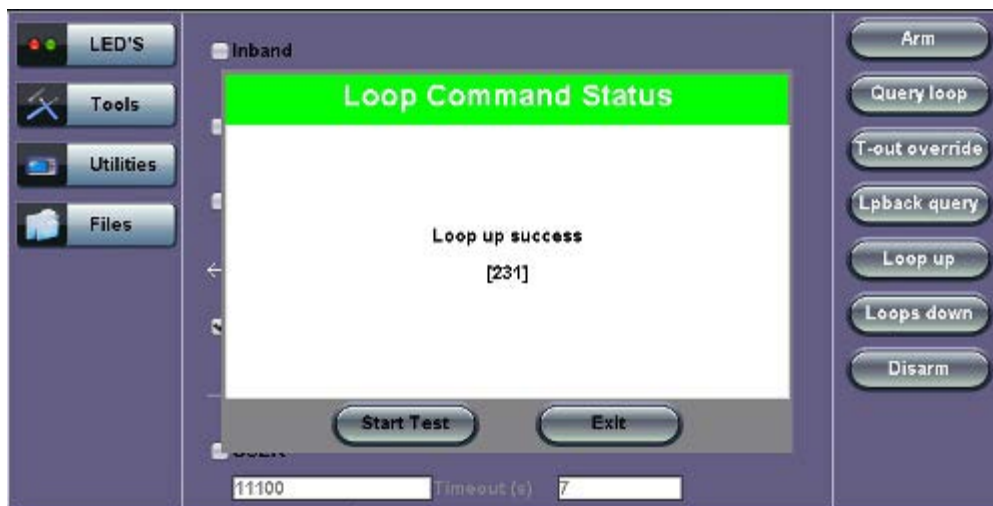 LED'S
Tools
Utilities
Files
Inband
Loop Command Status
Loop up success
[231]
Start Test
Exit
11100
Timeout (s)
7
Arm
Query loop
T-out override
Lpback query
Loop up
Loops down
Disarm